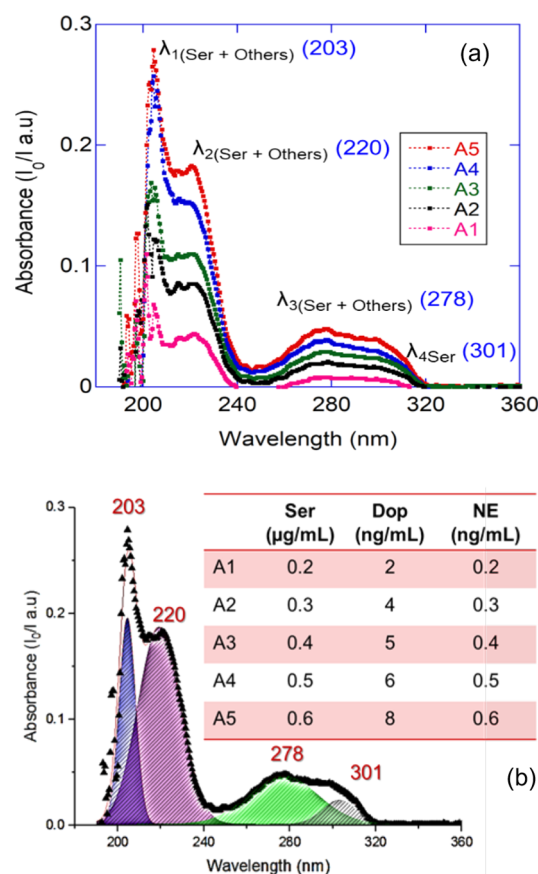 (a)
0.3
0.2
0.1
0
Absorbance (I0/I a.u)
λ1(Ser + Others) (203)
λ2(Ser + Others) (220)
A5
A4
A3
A2
A1
λ3(Ser + Others) (278)
λ4Ser (301)
200 240 280 320 360
Wavelength (nm)
0.3
0.2
0.1
0.0
Absorbance (I0/I a.u)
203
220
278
301
Ser Dop NE
(µg/mL) (ng/mL) (ng/mL)
A1 0.2 2 0.2
A2 0.3 4 0.3
A3 0.4 5 0.4
A4 0.5 6 0.5
A5 0.6 8 0.6
(b)
200 240 280 320 360
Wavelength (nm)